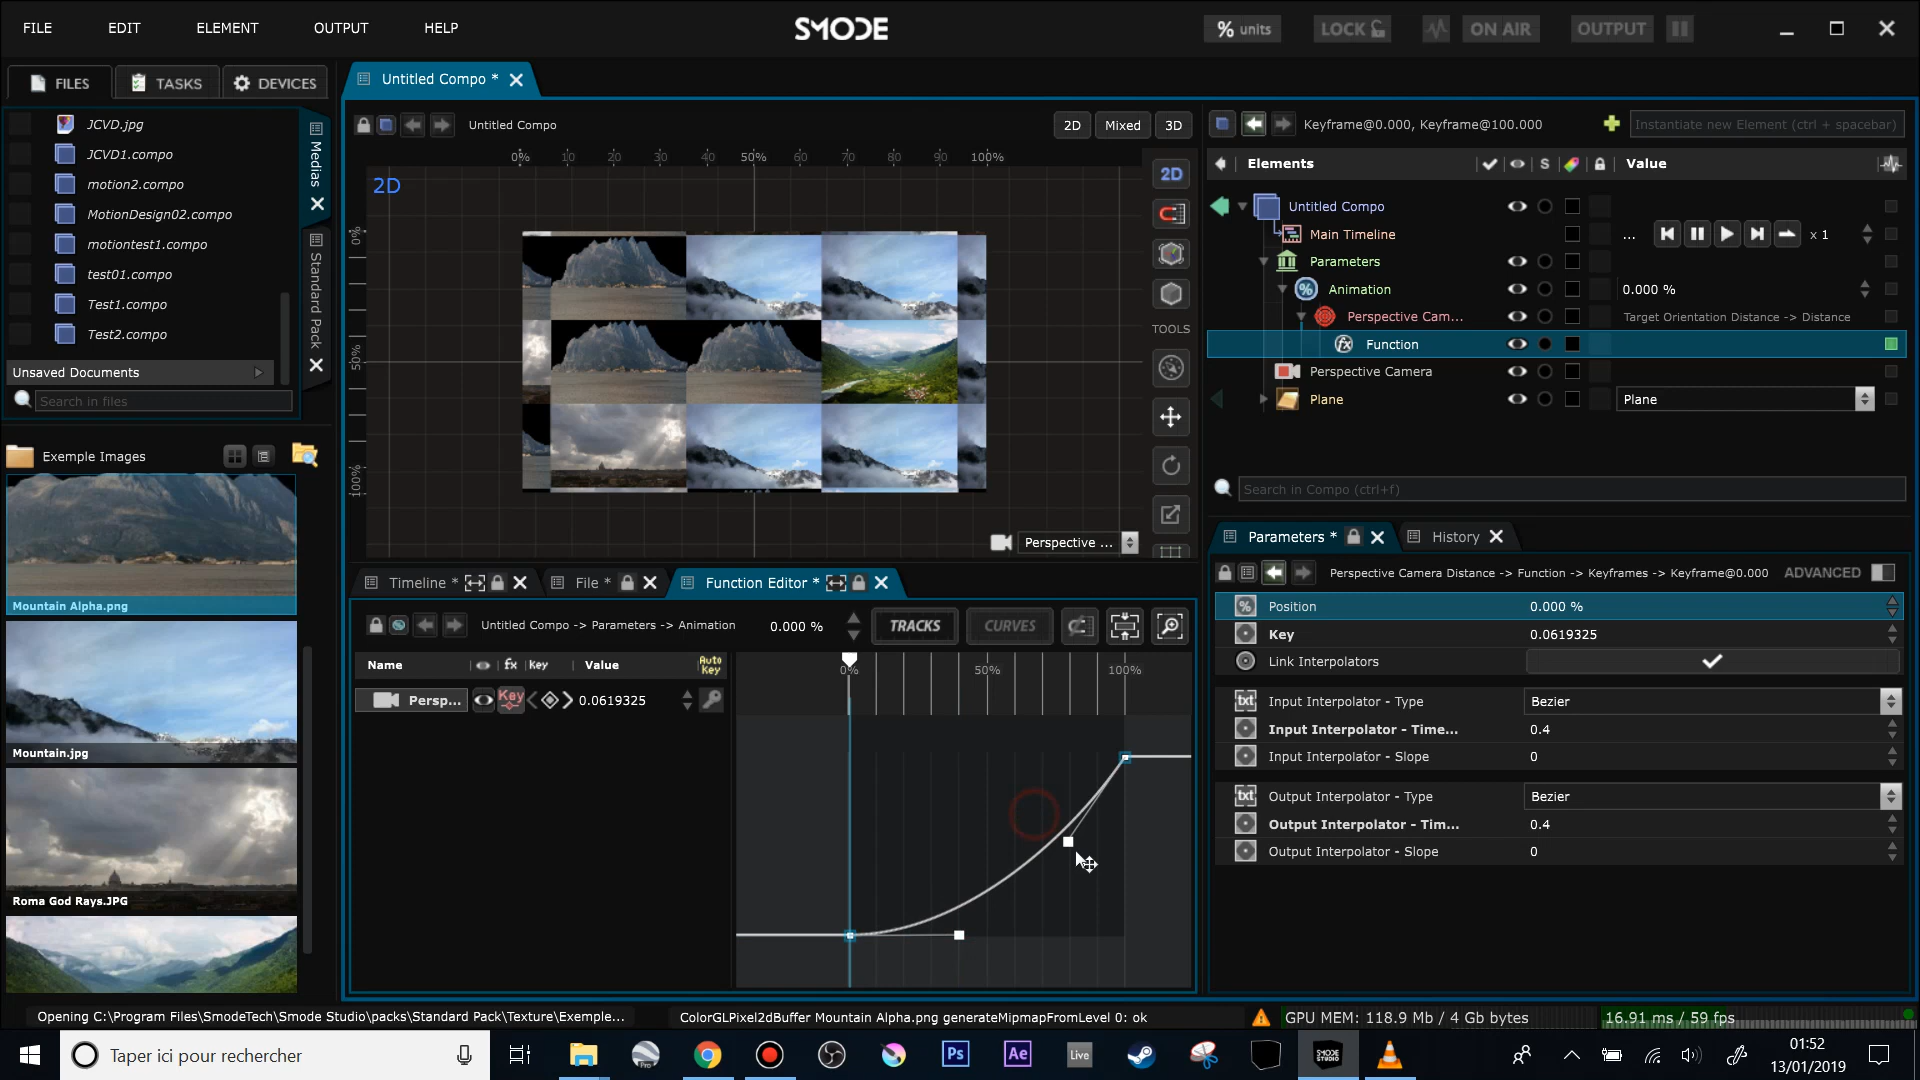 FILE EDIT ELEMENT OUTPUT HELP
SMODE
% units LOCK ON AIR OUTPUT
FILES TASKS DEVICES
Untitled Compo *
JCVD.jpg
JCVD1.compo
motion2.compo
MotionDesign02.compo
motiontest1.compo
test01.compo
Test1.compo
Test2.compo
Unsaved Documents
Search in files
Medias
Standard Pack
Exemple Images
Mountain Alpha.png
Mountain.jpg
Roma God Rays.JPG
Untitled Compo
2D Mixed 3D
0% 10 20 30 40 50% 60 70 80 90 100%
2D
0%
50%
100%
2D
TOOLS
Perspective ...
Timeline * File * Function Editor *
Untitled Compo -> Parameters -> Animation 0.000 % TRACKS CURVES
Name fx Key Value Auto Key
Persp... Key 0.0619325
0% 50% 100%
Keyframe@0.000, Keyframe@100.000
Instantiate new Element (ctrl + spacebar)
Elements S Value
Untitled Compo
Main Timeline ... x 1
Parameters
Animation 0.000 %
Perspective Cam... Target Orientation Distance -> Distance
fx Function
Perspective Camera
Plane Plane
Search in Compo (ctrl+f)
Parameters * History
Perspective Camera Distance -> Function -> Keyframes -> Keyframe@0.000 ADVANCED
% Position 0.000 %
Key 0.0619325
Link Interpolators
txt Input Interpolator - Type Bezier
Input Interpolator - Time... 0.4
Input Interpolator - Slope 0
txt Output Interpolator - Type Bezier
Output Interpolator - Tim... 0.4
Output Interpolator - Slope 0
Opening C:\Program Files\SmodeTech\Smode Studio\packs\Standard Pack\Texture\Exemple...
ColorGLPixel2dBuffer Mountain Alpha.png generateMipmapFromLevel 0: ok
GPU MEM: 118.9 Mb / 4 Gb bytes
16.91 ms / 59 fps
Taper ici pour rechercher
Pro
Ps
Ae
Live
SMODE STUDIO
01:52
13/01/2019